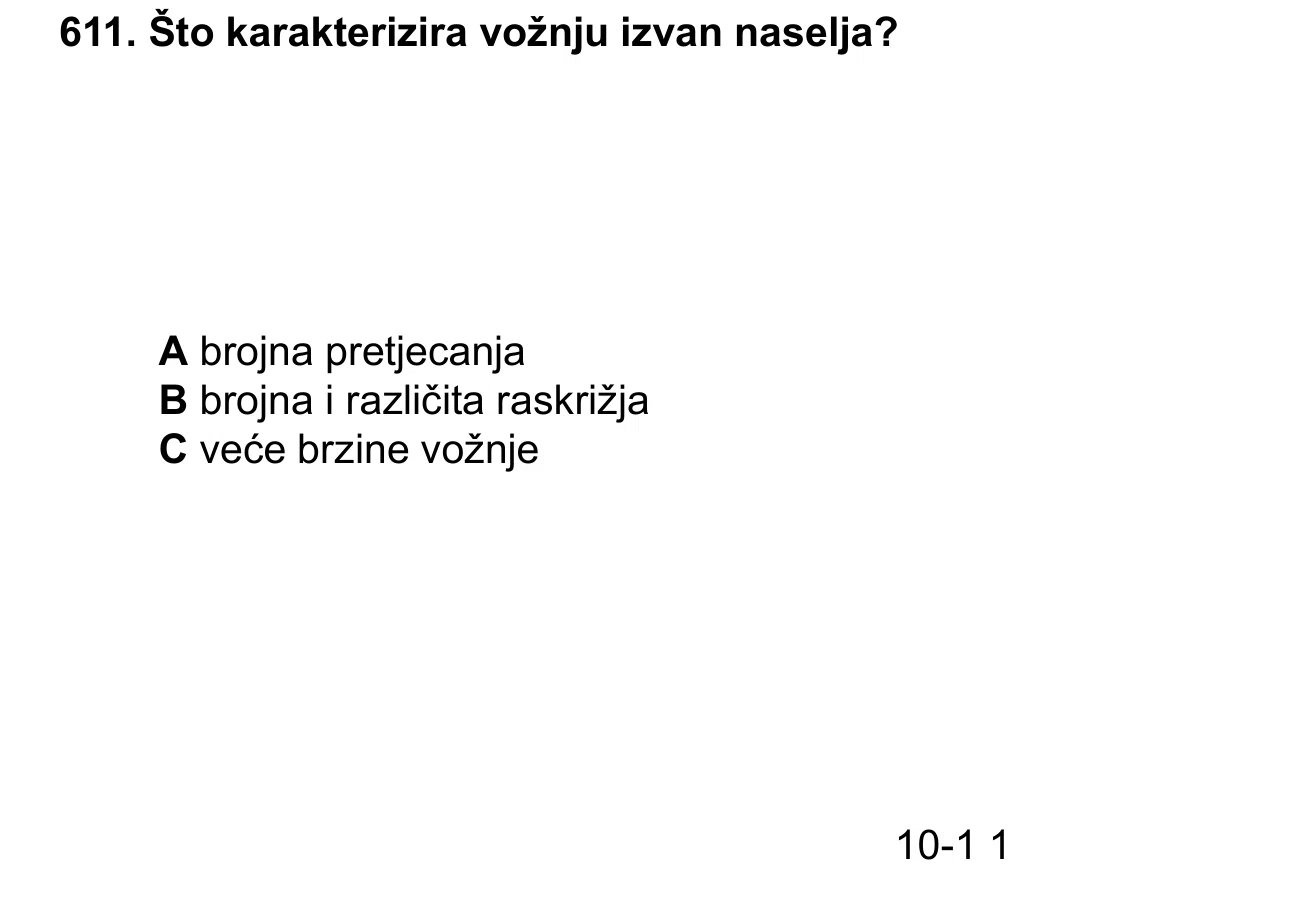 611. Što karakterizira vožnju izvan naselja?
A brojna pretjecanja
B brojna i različita raskrižja
C veće brzine vožnje
10-1 1